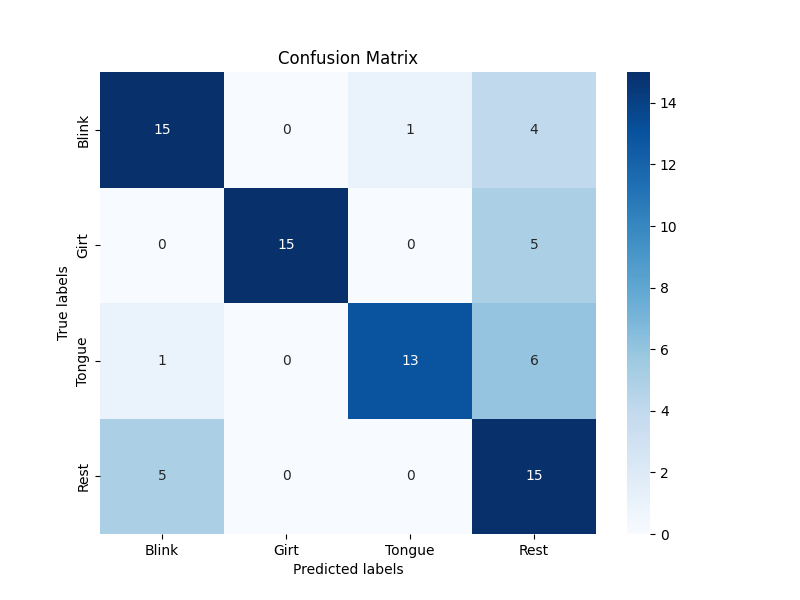 Confusion Matrix
Blink 15 0 1 4
Girt 0 15 0 5
Tongue 1 0 13 6
Rest 5 0 0 15
Blink Girt Tongue Rest
Predicted labels
True labels
14
12
10
8
6
4
2
0